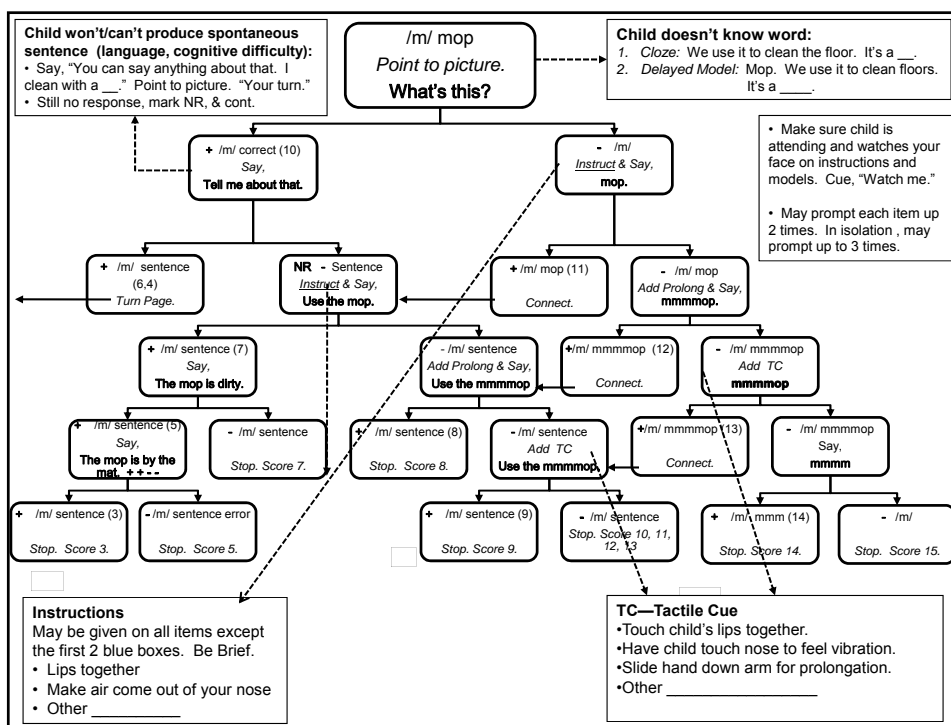 Child won't/can't produce spontaneous
sentence (language, cognitive difficulty):
• Say, "You can say anything about that. I
clean with a __." Point to picture. "Your turn."
• Still no response, mark NR, & cont.
/m/ mop
Point to picture.
What's this?
Child doesn't know word:
1. Cloze: We use it to clean the floor. It's a __.
2. Delayed Model: Mop. We use it to clean floors.
It's a ____.
• Make sure child is
attending and watches your
face on instructions and
models. Cue, "Watch me."
• May prompt each item up
2 times. In isolation , may
prompt up to 3 times.
+ /m/ correct (10)
Say,
Tell me about that.
- /m/
Instruct & Say,
mop.
+ /m/ sentence
(6,4)
Turn Page.
NR - Sentence
Instruct & Say,
Use the mop.
+ /m/ mop (11)
Connect.
- /m/ mop
Add Prolong & Say,
mmmmop.
+ /m/ sentence (7)
Say,
The mop is dirty.
- /m/ sentence
Add Prolong & Say,
Use the mmmmop
+/m/ mmmmop (12)
Connect.
- /m/ mmmmop
Add TC
mmmmop
+ /m/ sentence (5)
Say,
The mop is by the
mat. + + - -
- /m/ sentence
Stop. Score 7.
+ /m/ sentence (8)
Stop. Score 8.
- /m/ sentence
Add TC
Use the mmmmop.
+/m/ mmmmop (13)
Connect.
- /m/ mmmmop
Say,
mmmm
+ /m/ sentence (3)
Stop. Score 3.
- /m/ sentence error
Stop. Score 5.
+ /m/ sentence (9)
Stop. Score 9.
- /m/ sentence
Stop. Score 10, 11,
12, 13
+ /m/ mmm (14)
Stop. Score 14.
- /m/
Stop. Score 15.
Instructions
May be given on all items except
the first 2 blue boxes. Be Brief.
• Lips together
• Make air come out of your nose
• Other __________
TC—Tactile Cue
•Touch child's lips together.
•Have child touch nose to feel vibration.
•Slide hand down arm for prolongation.
•Other _________________